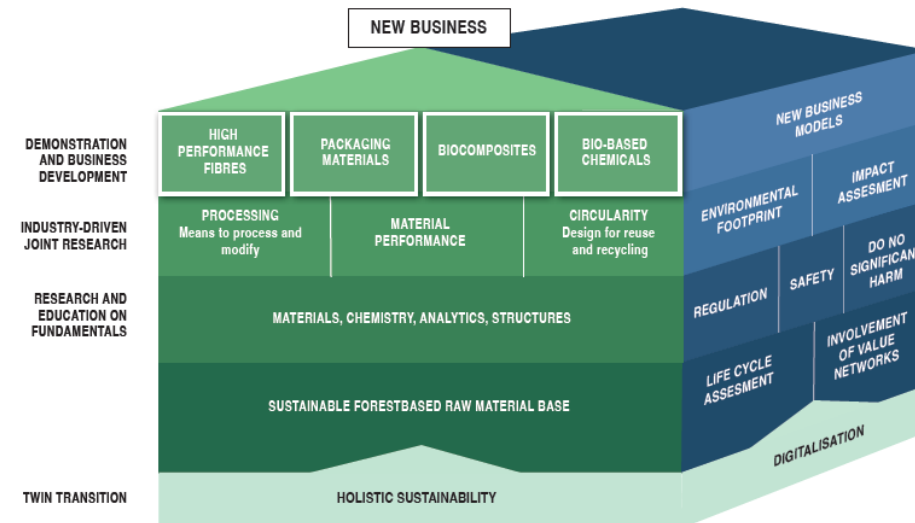 NEW BUSINESS
DEMONSTRATION
AND BUSINESS
DEVELOPMENT
HIGH
PERFORMANCE
FIBRES
PACKAGING
MATERIALS
BIOCOMPOSITES
BIO-BASED
CHEMICALS
NEW BUSINESS
MODELS
INDUSTRY-DRIVEN
JOINT RESEARCH
PROCESSING
Means to process and
modify
MATERIAL
PERFORMANCE
CIRCULARITY
Design for reuse
and recycling
ENVIRONMENTAL
FOOTPRINT
IMPACT
ASSESMENT
RESEARCH AND
EDUCATION ON
FUNDAMENTALS
MATERIALS, CHEMISTRY, ANALYTICS, STRUCTURES
REGULATION
SAFETY
DO NO
SIGNIFICAN
HARM
SUSTAINABLE FORESTBASED RAW MATERIAL BASE
LIFE CYCLE
ASSESMENT
INVOLVEMENT
OF VALUE
NETWORKS
TWIN TRANSITION
HOLISTIC SUSTAINABILITY
DIGITALISATION